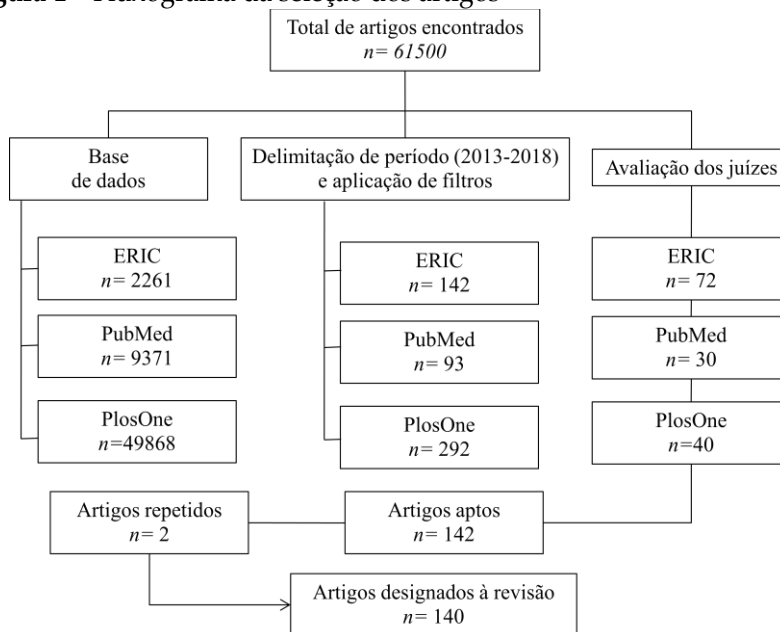 Total de artigos encontrados
n= 61500
Base
de dados
Delimitação de período (2013-2018)
e aplicação de filtros
Avaliação dos juízes
ERIC
n= 2261
PubMed
n= 9371
PlosOne
n=49868
ERIC
n= 142
PubMed
n= 93
PlosOne
n= 292
ERIC
n= 72
PubMed
n= 30
PlosOne
n=40
Artigos repetidos
n= 2
Artigos aptos
n= 142
Artigos designados à revisão
n= 140